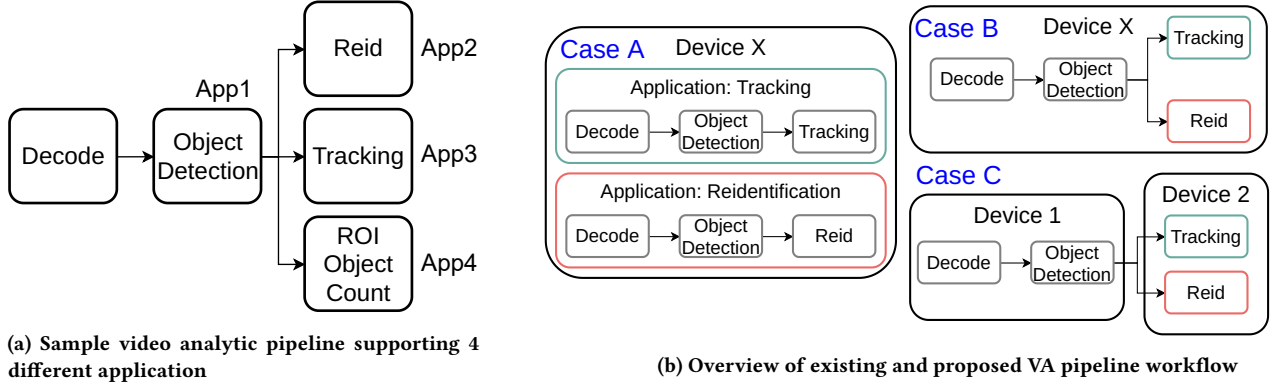 Decode
App1
Object
Detection
Reid
App2
Tracking
App3
ROI
Object
Count
App4
(a) Sample video analytic pipeline supporting 4
different application
Case A
Device X
Application: Tracking
Decode
Object
Detection
Tracking
Application: Reidentification
Decode
Object
Detection
Reid
Case B
Device X
Decode
Object
Detection
Tracking
Reid
Case C
Device 1
Decode
Object
Detection
Device 2
Tracking
Reid
(b) Overview of existing and proposed VA pipeline workflow